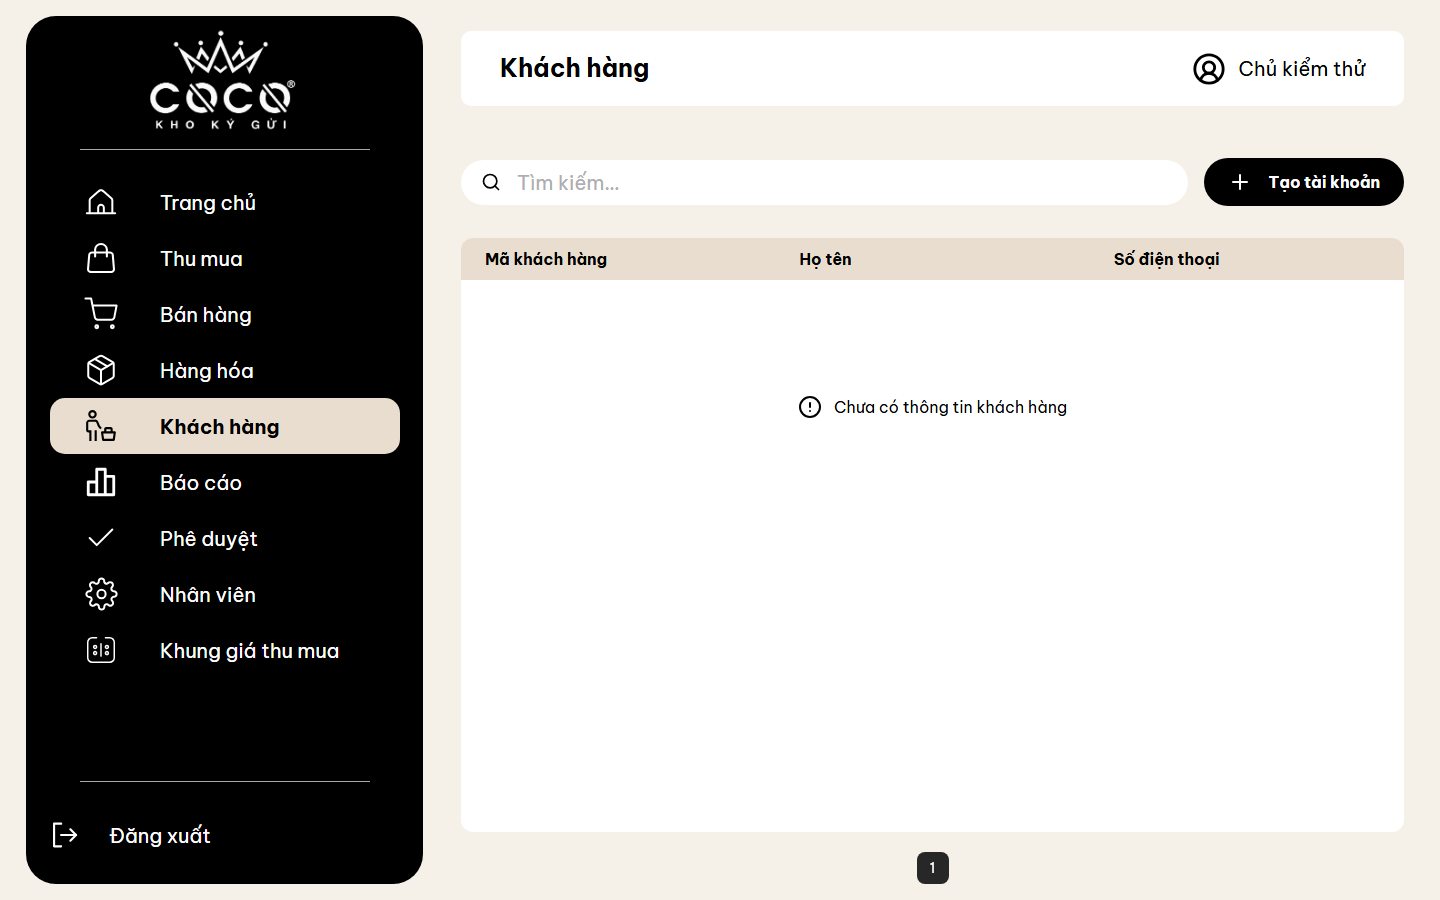 COCO®
KHO KÝ GỬI
Trang chủ
Thu mua
Bán hàng
Hàng hóa
Khách hàng
Báo cáo
Phê duyệt
Nhân viên
Khung giá thu mua
Đăng xuất
Khách hàng
Chủ kiểm thử
Tìm kiếm...
Tạo tài khoản
Mã khách hàng Họ tên Số điện thoại
Chưa có thông tin khách hàng
1